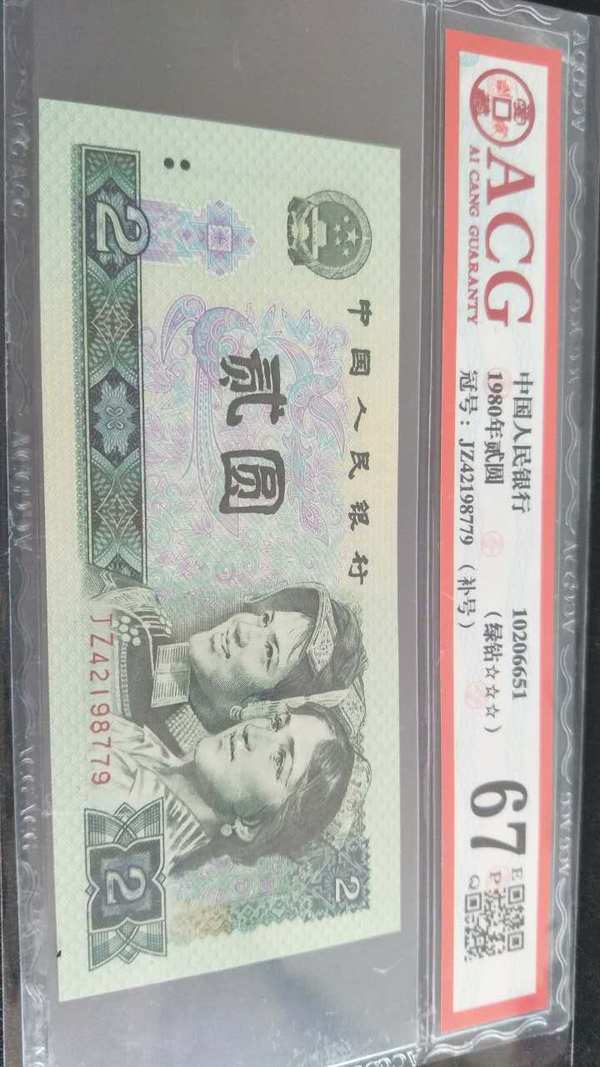 ACG
AI CANG GUARANTY
中国人民银行 10206651
1980年贰圆 (绿钻☆☆☆)
冠号：JZ42198779（补号）
67 EPQ
中国人民银行
贰圆
2
2
2
JZ42198779